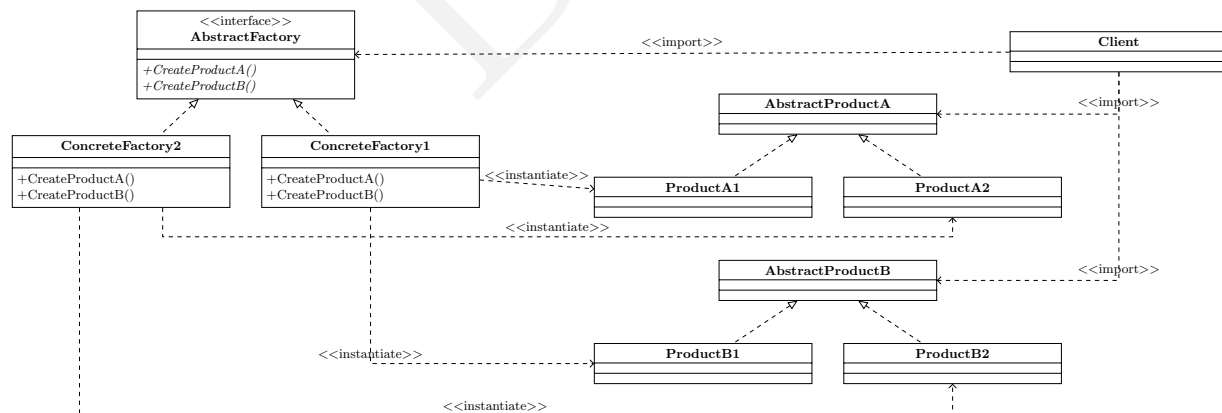 <<interface>>
AbstractFactory
+CreateProductA()
+CreateProductB()
<<import>>
Client
AbstractProductA
<<import>>
ConcreteFactory2
+CreateProductA()
+CreateProductB()
ConcreteFactory1
+CreateProductA()
+CreateProductB()
<<instantiate>>
ProductA1
ProductA2
<<instantiate>>
AbstractProductB
<<import>>
<<instantiate>>
ProductB1
ProductB2
<<instantiate>>